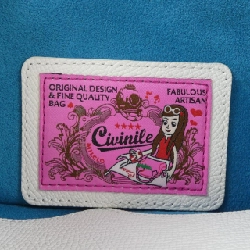 ORIGINAL DESIGN
& FINE QUALITY
BAG
FABULOUS
ARTISAN
Civinile